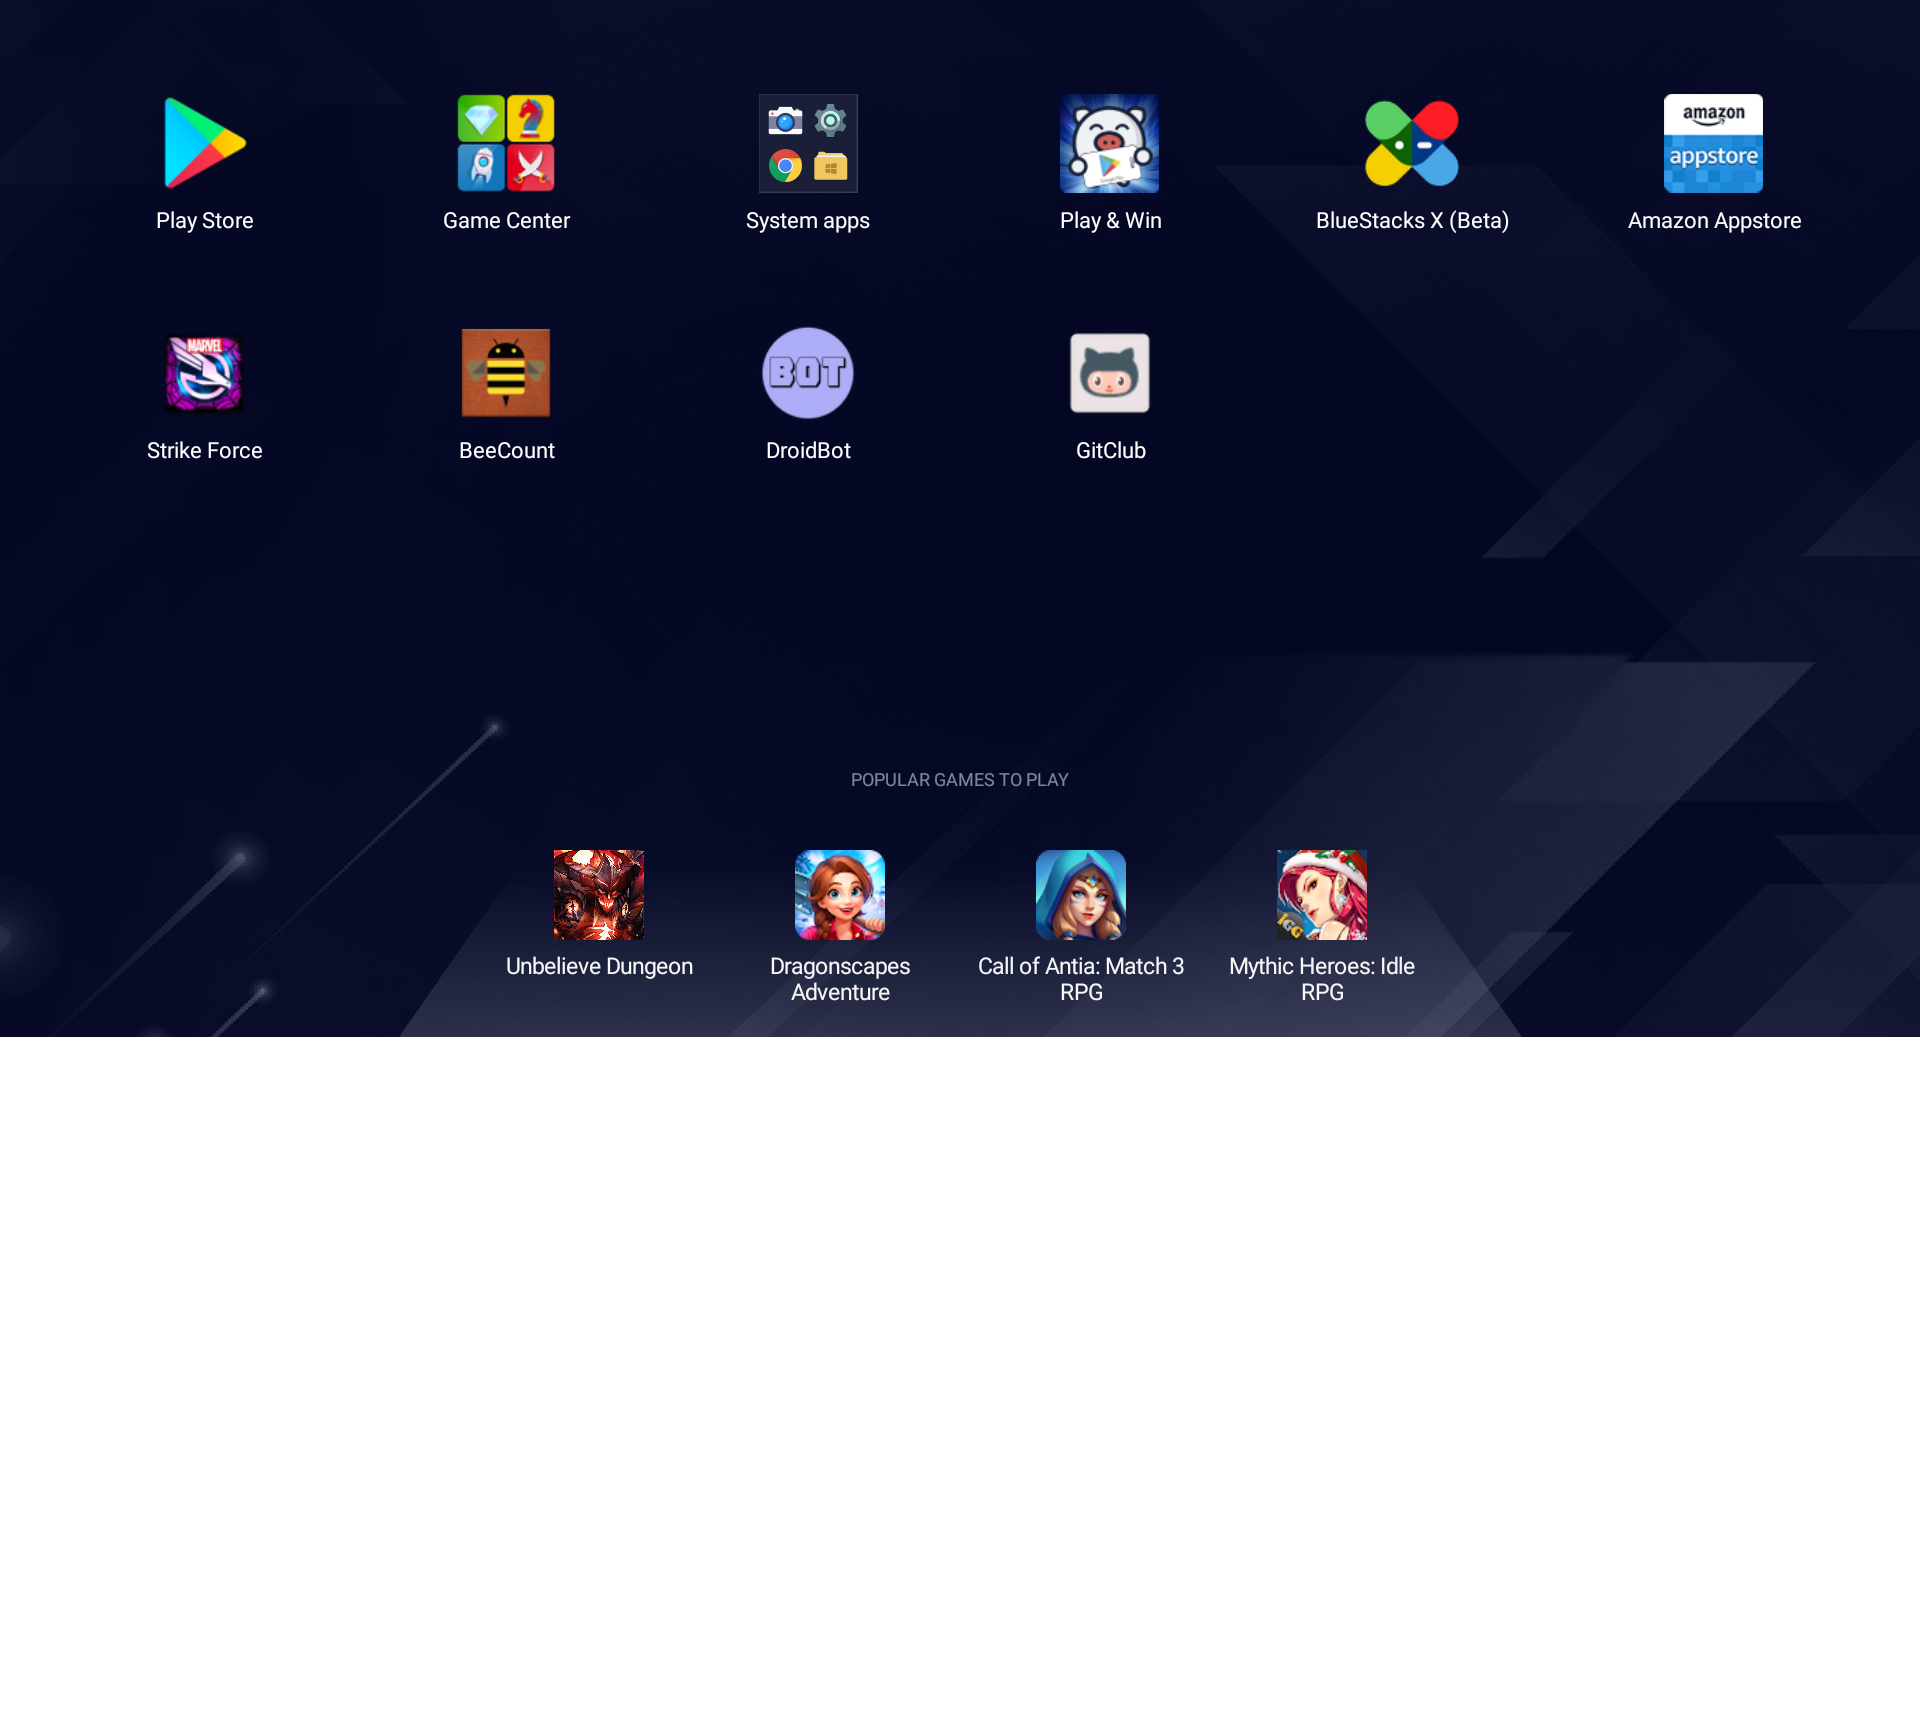 amazon
appstore
Play Store
Game Center
System apps
Play & Win
BlueStacks X (Beta)
Amazon Appstore
MARVEL
BOT
Strike Force
BeeCount
DroidBot
GitClub
POPULAR GAMES TO PLAY
IGG
Unbelieve Dungeon
Dragonscapes
Adventure
Call of Antia: Match 3
RPG
Mythic Heroes: Idle
RPG